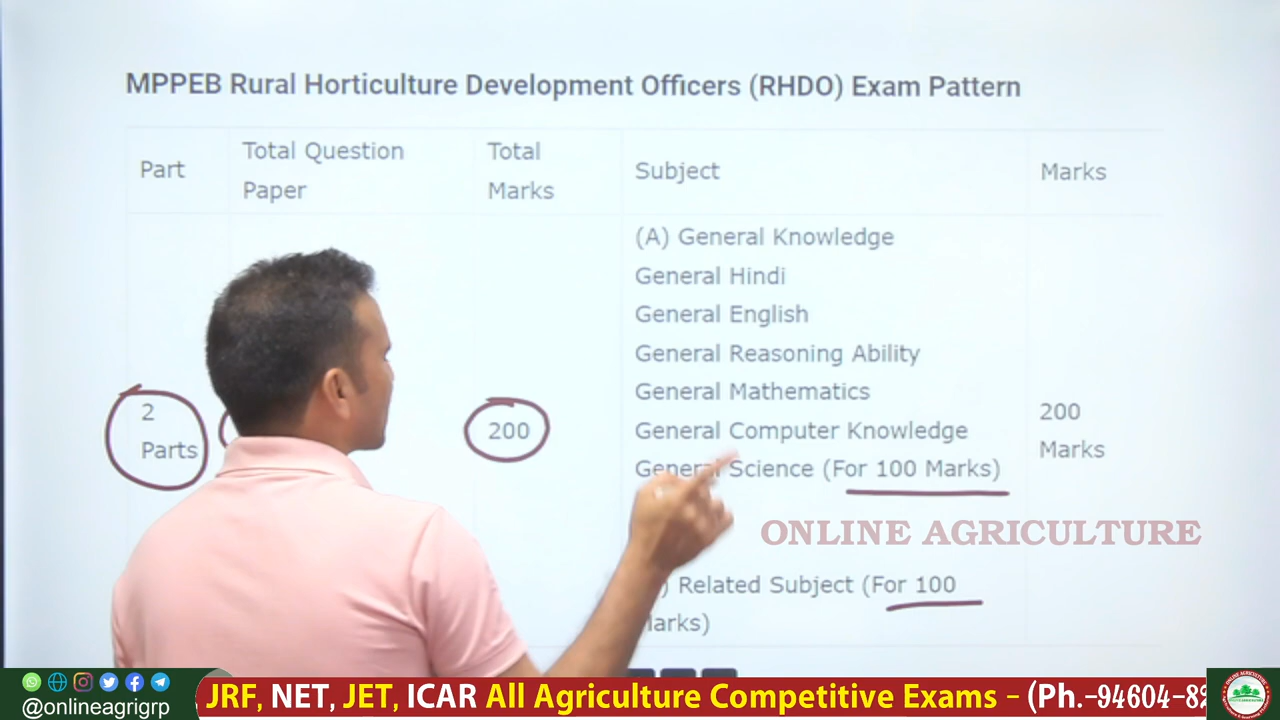 MPPEB Rural Horticulture Development Officers (RHDO) Exam Pattern
Part
Total Question
Paper
Total
Marks
Subject
Marks
2
Parts
200
(A) General Knowledge
General Hindi
General English
General Reasoning Ability
General Mathematics
General Computer Knowledge
General Science (For 100 Marks)
200
Marks
ONLINE AGRICULTURE
) Related Subject (For 100
Marks)
@onlineagrigrp
JRF, NET, JET, ICAR All Agriculture Competitive Exams - (Ph.-94604-82